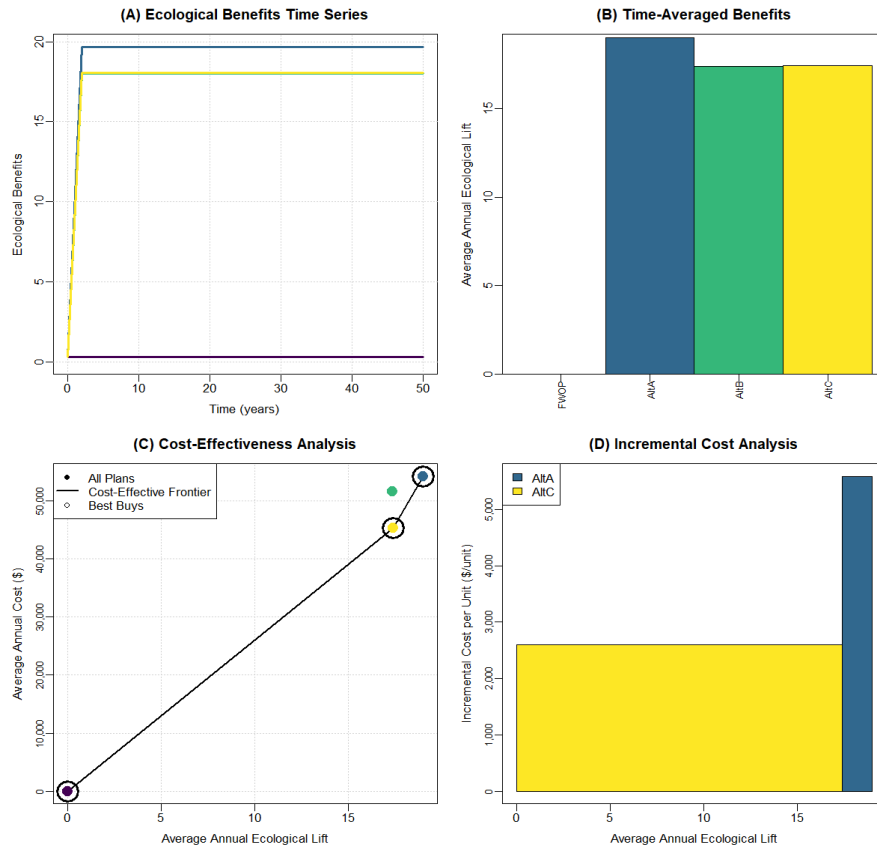 (A) Ecological Benefits Time Series
20
15
10
5
0
Ecological Benefits
0 10 20 30 40 50
Time (years)
(B) Time-Averaged Benefits
15
10
5
0
Average Annual Ecological Lift
FWOP AltA AltB AltC
(C) Cost-Effectiveness Analysis
All Plans
Cost-Effective Frontier
Best Buys
50,000
40,000
30,000
20,000
10,000
0
Average Annual Cost ($)
0 5 10 15
Average Annual Ecological Lift
(D) Incremental Cost Analysis
AltA
AltC
5,000
4,000
3,000
2,000
1,000
0
Incremental Cost per Unit ($/unit)
0 5 10 15
Average Annual Ecological Lift